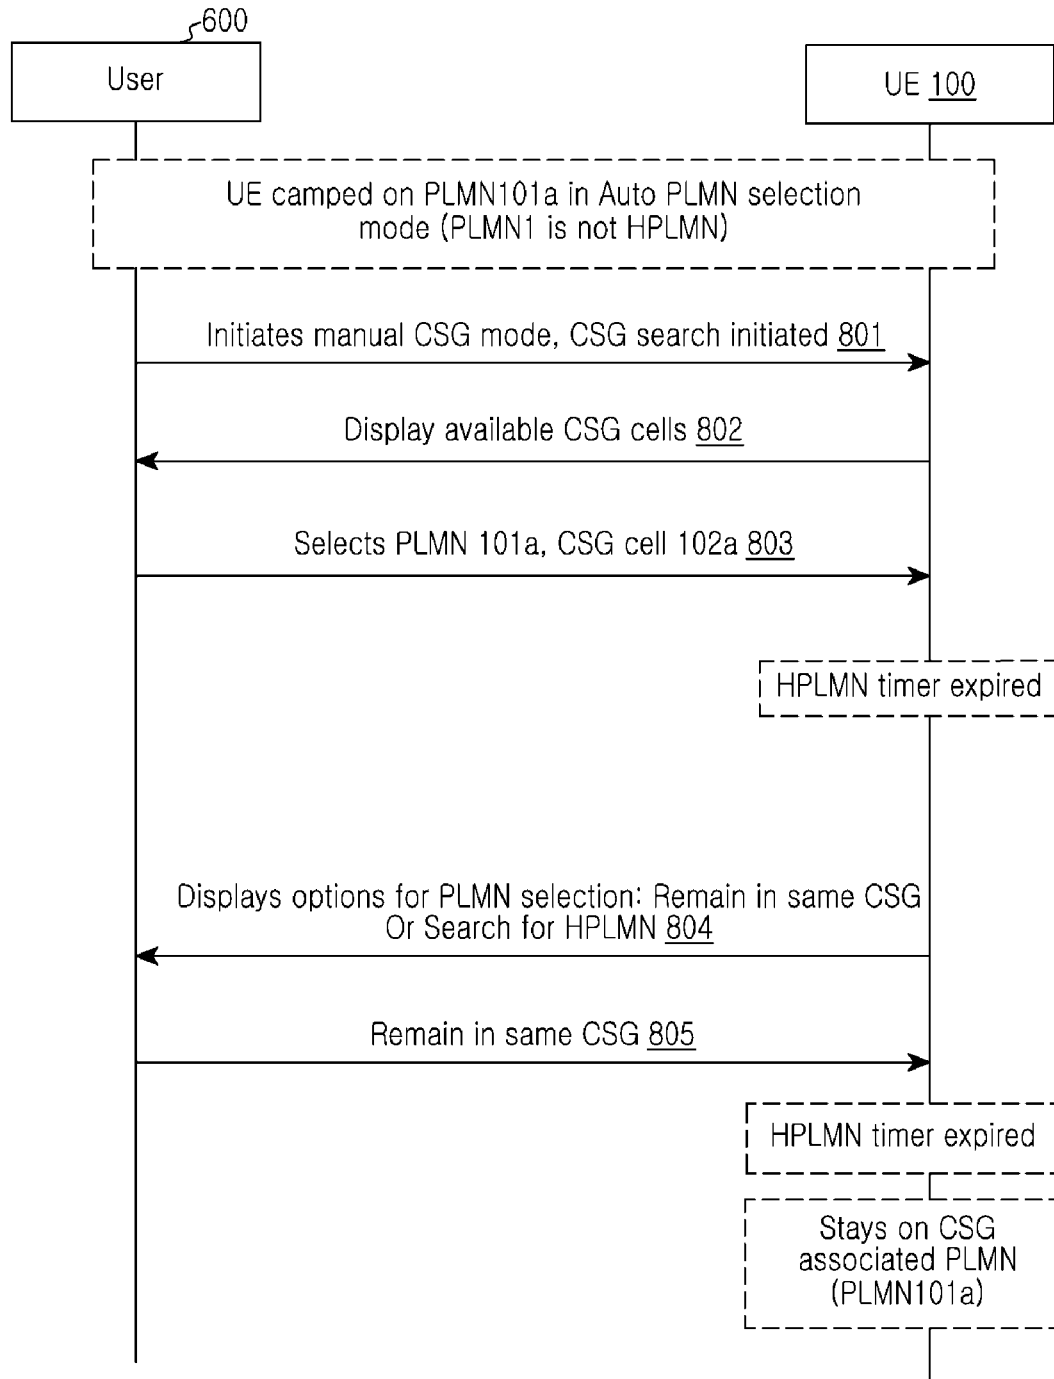 600
User
UE 100
UE camped on PLMN101a in Auto PLMN selection
mode (PLMN1 is not HPLMN)
Initiates manual CSG mode, CSG search initiated 801
Display available CSG cells 802
Selects PLMN 101a, CSG cell 102a 803
HPLMN timer expired
Displays options for PLMN selection: Remain in same CSG
Or Search for HPLMN 804
Remain in same CSG 805
HPLMN timer expired
Stays on CSG
associated PLMN
(PLMN101a)